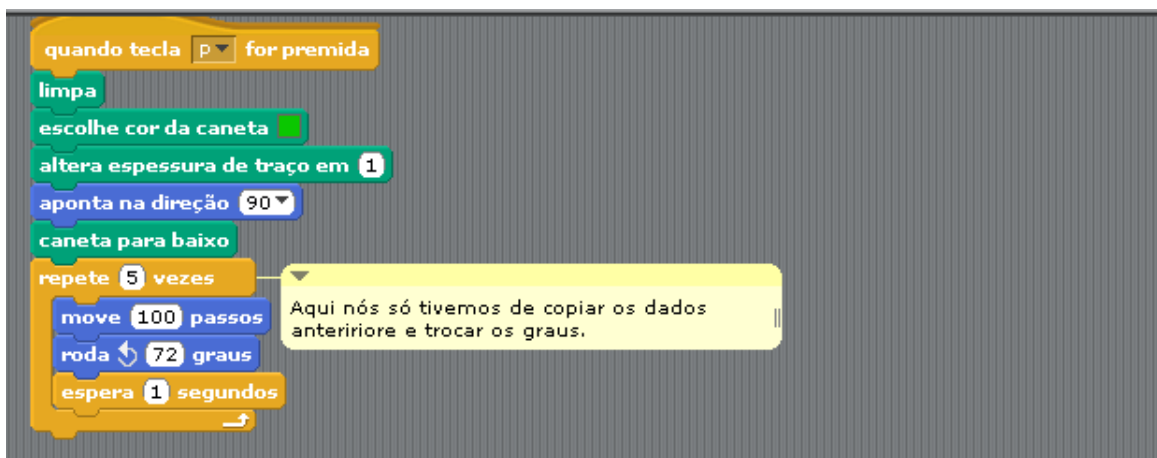 quando tecla p for premida
limpa
escolhe cor da caneta
altera espessura de traço em 1
aponta na direção 90
caneta para baixo
repete 5 vezes
Aqui nós só tivemos de copiar os dados
anteririore e trocar os graus.
move 100 passos
roda 72 graus
espera 1 segundos